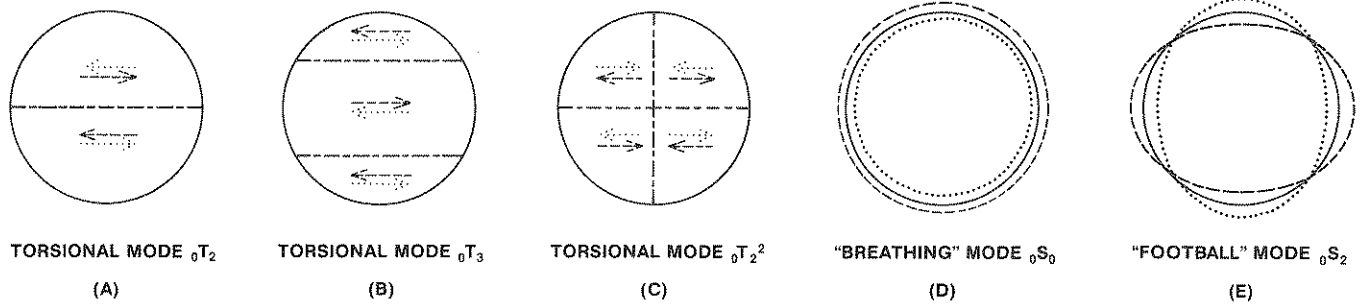 TORSIONAL MODE ₀T₂ TORSIONAL MODE ₀T₃ TORSIONAL MODE ₀T₂² "BREATHING" MODE ₀S₀ "FOOTBALL" MODE ₀S₂
(A) (B) (C) (D) (E)